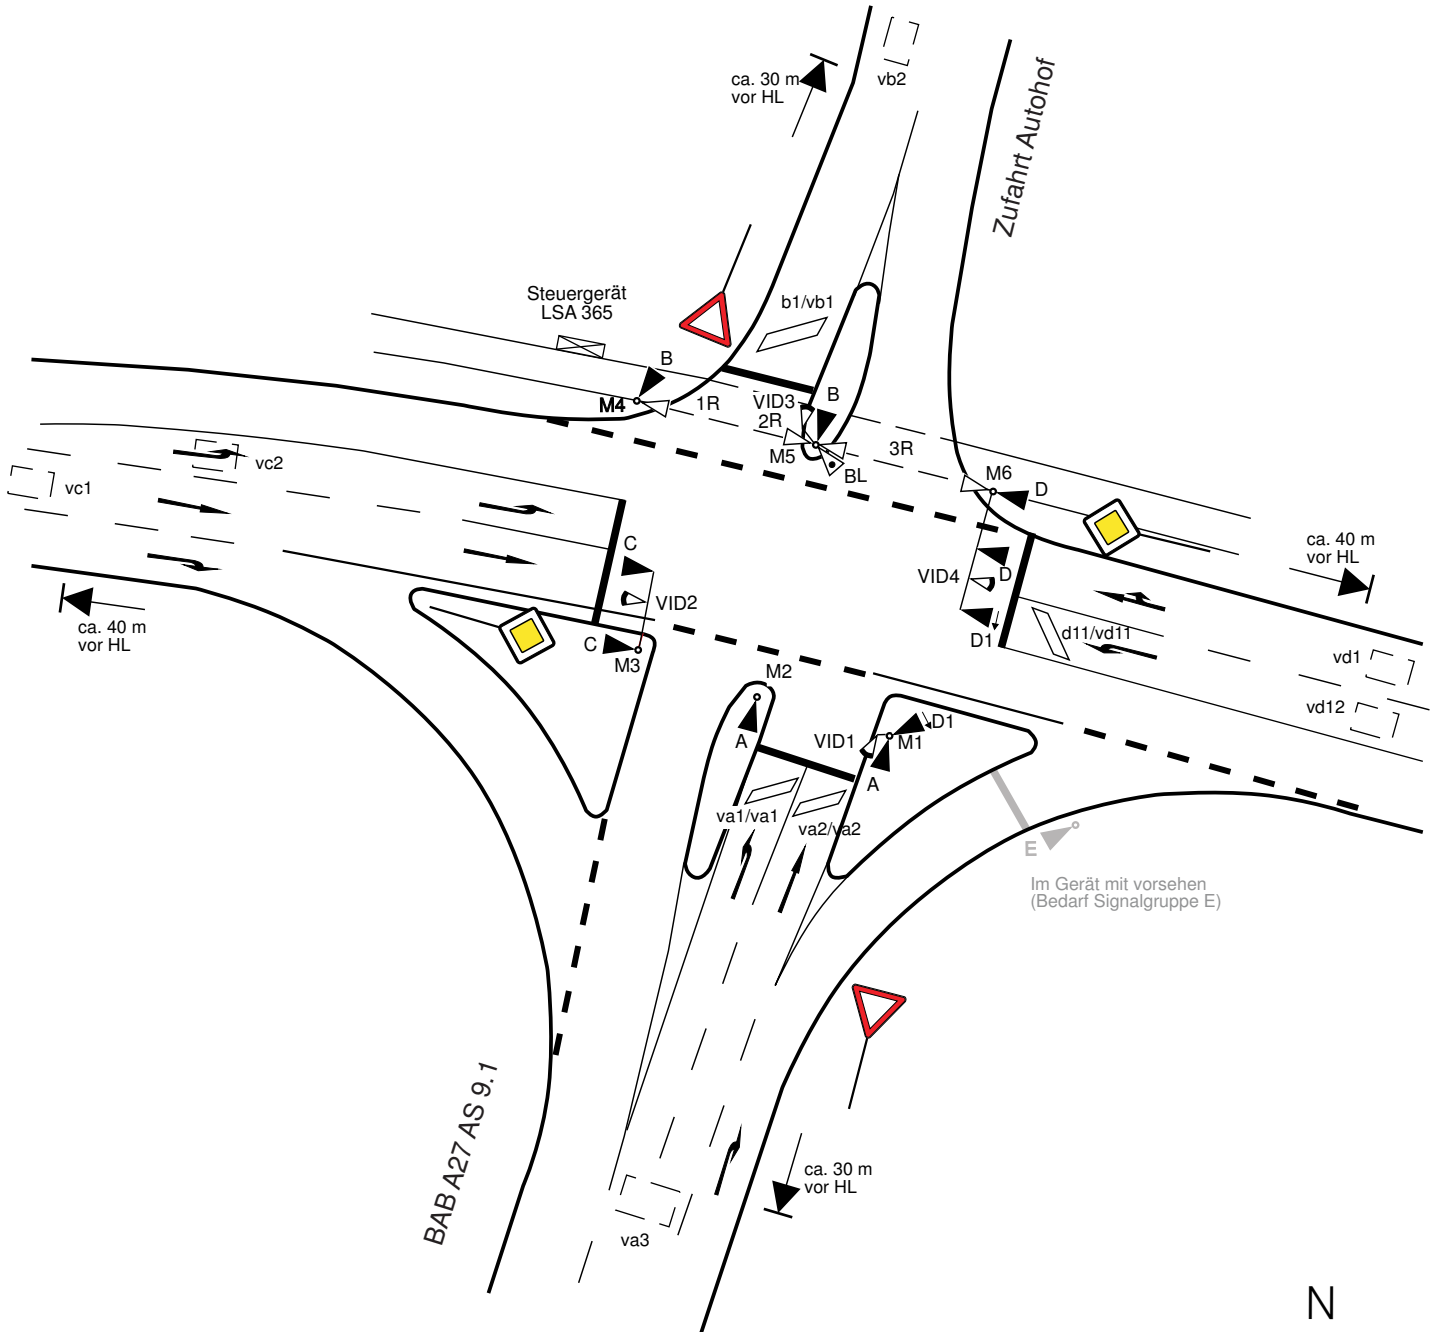 vb2
ca. 30 m
vor HL
Zufahrt Autohof
Steuergerät
LSA 365
b1/vb1
B
M4
1R
VID3
B
2R
M5
3R
BL
M6
D
vc2
vc1
C
VID2
C
M3
VID4
D
D1
d11/vd11
ca. 40 m
vor HL
vd1
vd12
ca. 40 m
vor HL
M2
A
VID1
D1
M1
A
va1/va1
va2/va2
E
Im Gerät mit vorsehen
(Bedarf Signalgruppe E)
BAB A27 AS 9.1
ca. 30 m
vor HL
va3
N